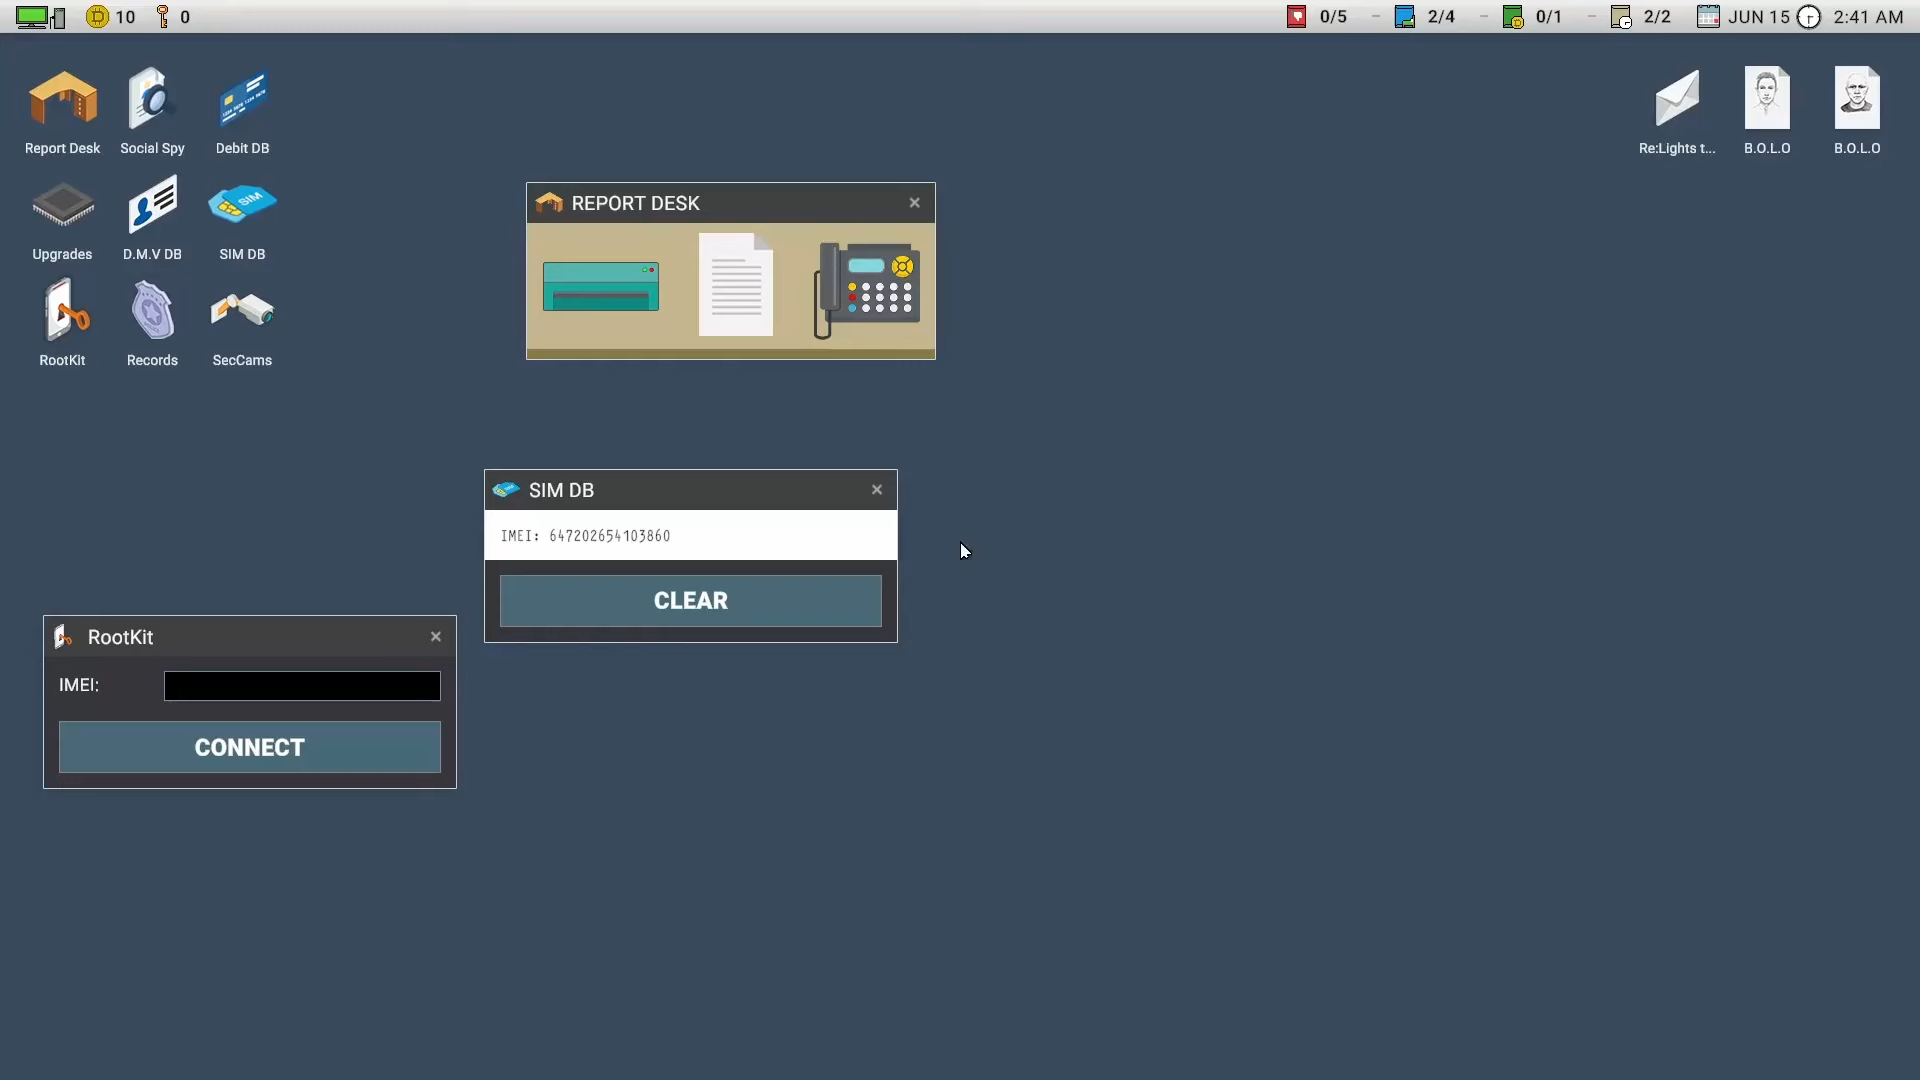 10
0
0/5
2/4
0/1
2/2
JUN 15
2:41 AM
Report Desk
Social Spy
Debit DB
Upgrades
D.M.V DB
SIM DB
RootKit
Records
SecCams
Re:Lights t...
B.O.L.O
B.O.L.O
REPORT DESK
SIM DB
IMEI: 647202654103860
CLEAR
RootKit
IMEI:
CONNECT